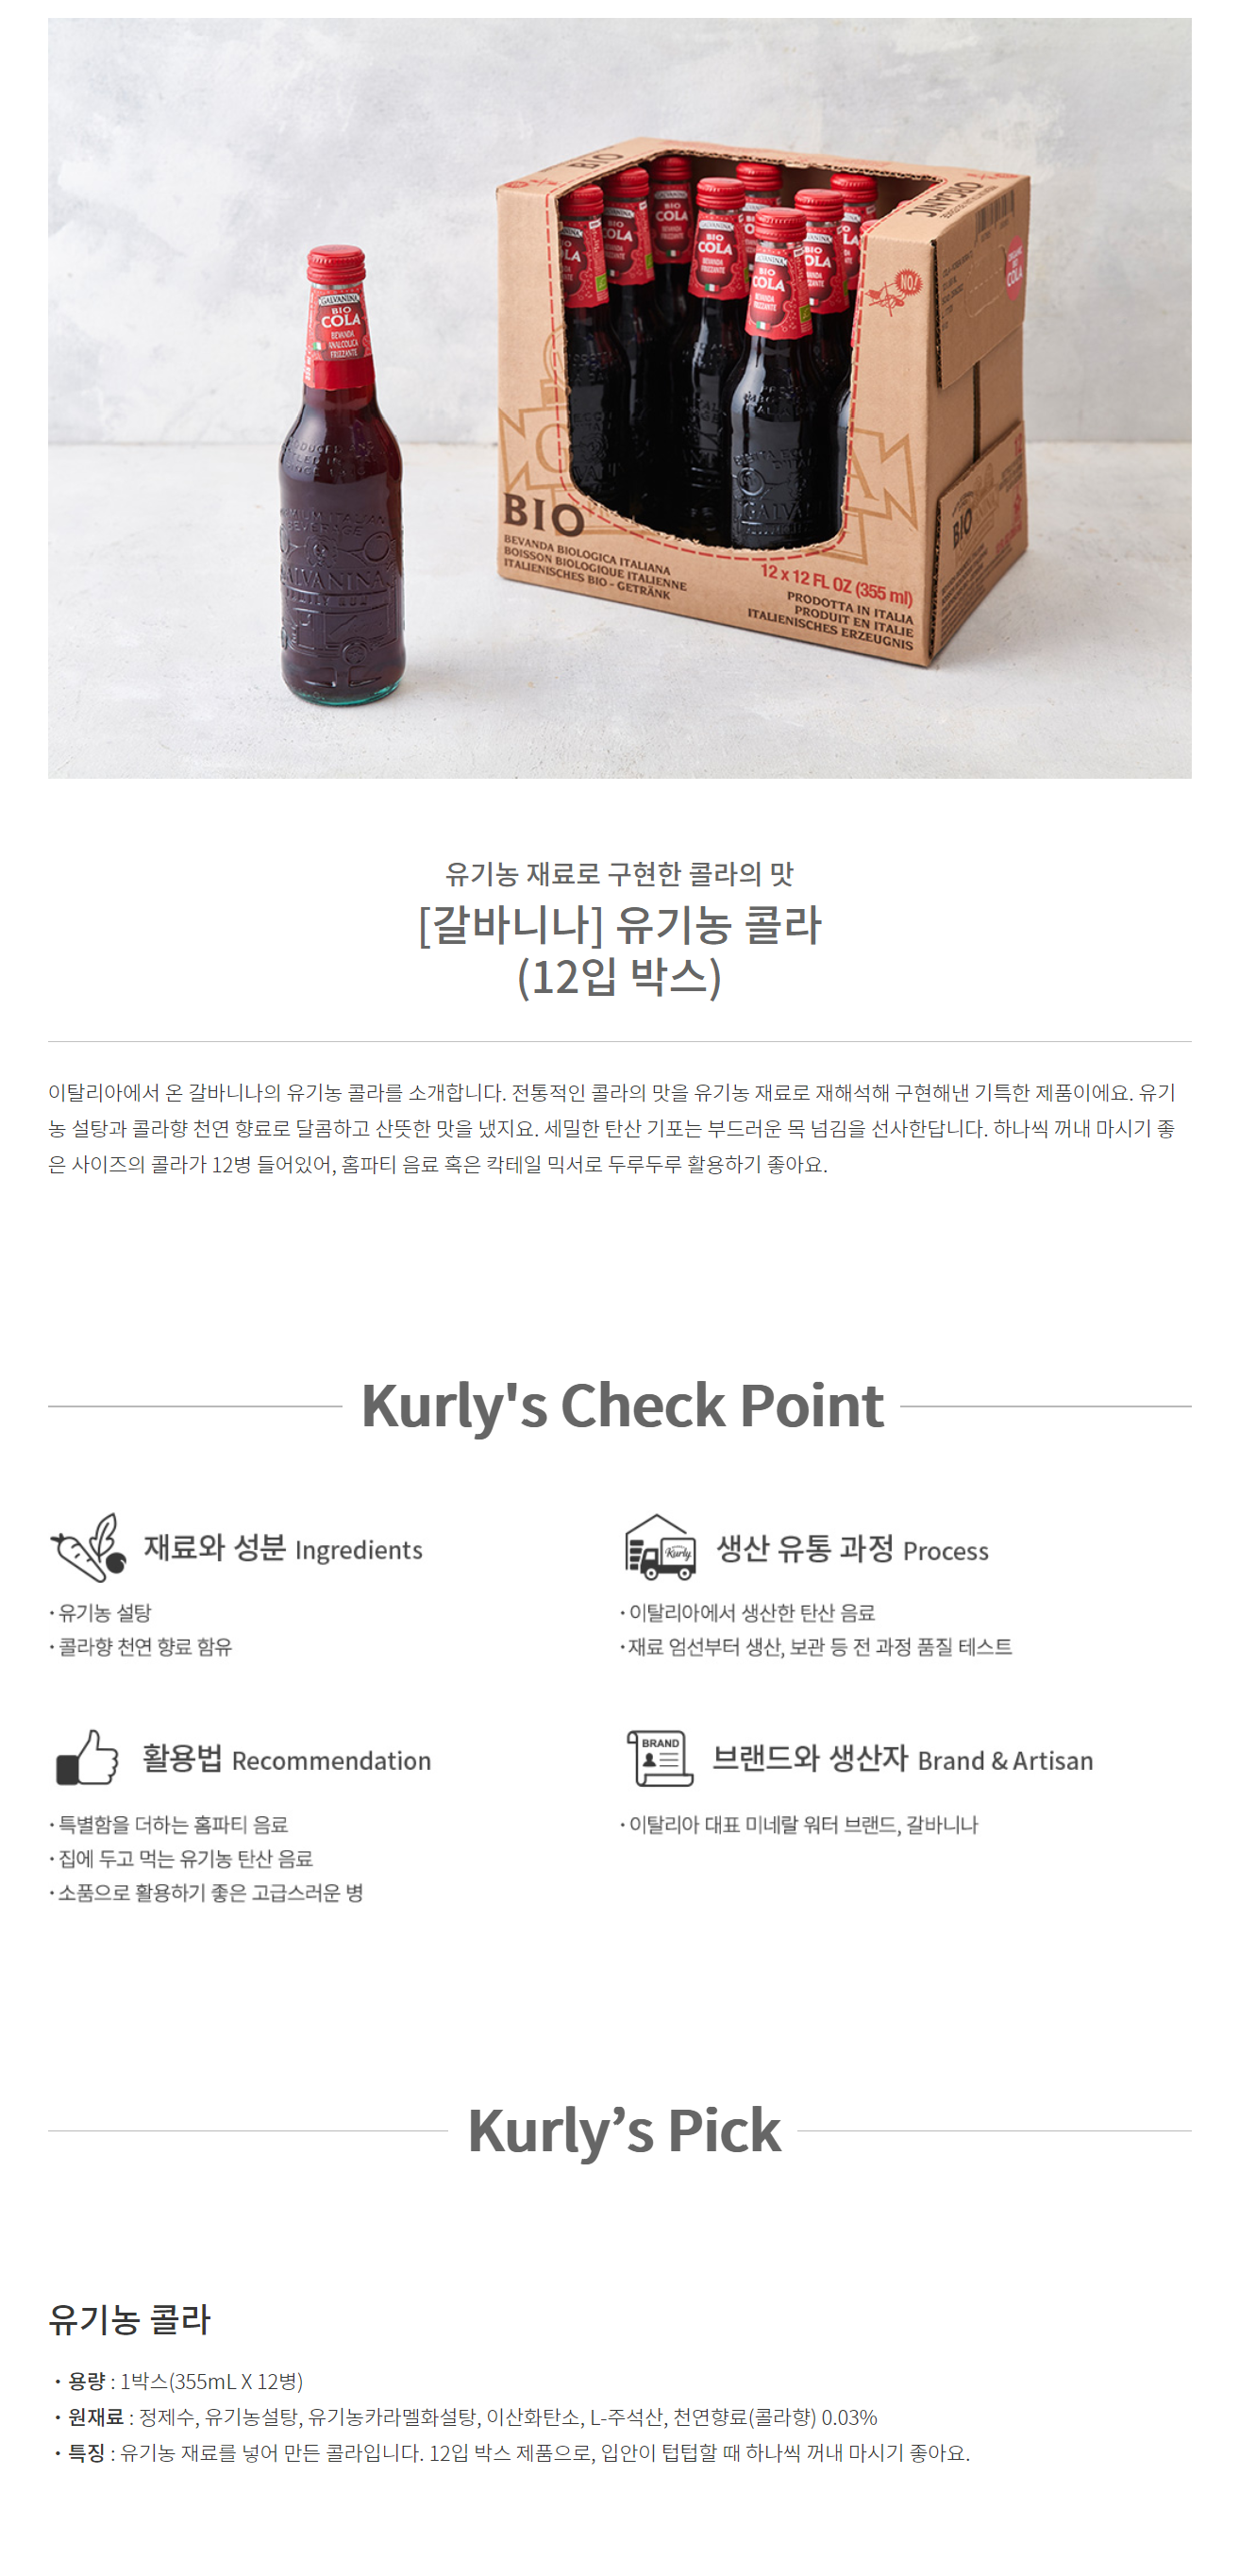 GALVANINA
BIO
COLA
BEVANDA
ANALCOLICA
FRIZZANTE
GALVANINA
BIO
COLA
BEVANDA
FRIZZANTE
BIO
ORGANIC
NO!
COLA
GALVANINA
BIO
BEVANDA BIOLOGICA ITALIANA
BOISSON BIOLOGIQUE ITALIENNE
ITALIENISCHES BIO - GETRÄNK
12 x 12 FL OZ (355 ml)
PRODOTTA IN ITALIA
PRODUIT EN ITALIE
ITALIENISCHES ERZEUGNIS
BIO
유기농 재료로 구현한 콜라의 맛
[갈바니나] 유기농 콜라
(12입 박스)
이탈리아에서 온 갈바니나의 유기농 콜라를 소개합니다. 전통적인 콜라의 맛을 유기농 재료로 재해석해 구현해낸 기특한 제품이에요. 유기
농 설탕과 콜라향 천연 향료로 달콤하고 산뜻한 맛을 냈지요. 세밀한 탄산 기포는 부드러운 목 넘김을 선사한답니다. 하나씩 꺼내 마시기 좋
은 사이즈의 콜라가 12병 들어있어, 홈파티 음료 혹은 칵테일 믹서로 두루두루 활용하기 좋아요.
Kurly's Check Point
재료와 성분 Ingredients
· 유기농 설탕
· 콜라향 천연 향료 함유
Kurly
생산 유통 과정 Process
· 이탈리아에서 생산한 탄산 음료
· 재료 엄선부터 생산, 보관 등 전 과정 품질 테스트
활용법 Recommendation
· 특별함을 더하는 홈파티 음료
· 집에 두고 먹는 유기농 탄산 음료
· 소품으로 활용하기 좋은 고급스러운 병
BRAND
브랜드와 생산자 Brand & Artisan
· 이탈리아 대표 미네랄 워터 브랜드, 갈바니나
Kurly’s Pick
유기농 콜라
· 용량 : 1박스(355mL X 12병)
· 원재료 : 정제수, 유기농설탕, 유기농카라멜화설탕, 이산화탄소, L-주석산, 천연향료(콜라향) 0.03%
· 특징 : 유기농 재료를 넣어 만든 콜라입니다. 12입 박스 제품으로, 입안이 텁텁할 때 하나씩 꺼내 마시기 좋아요.